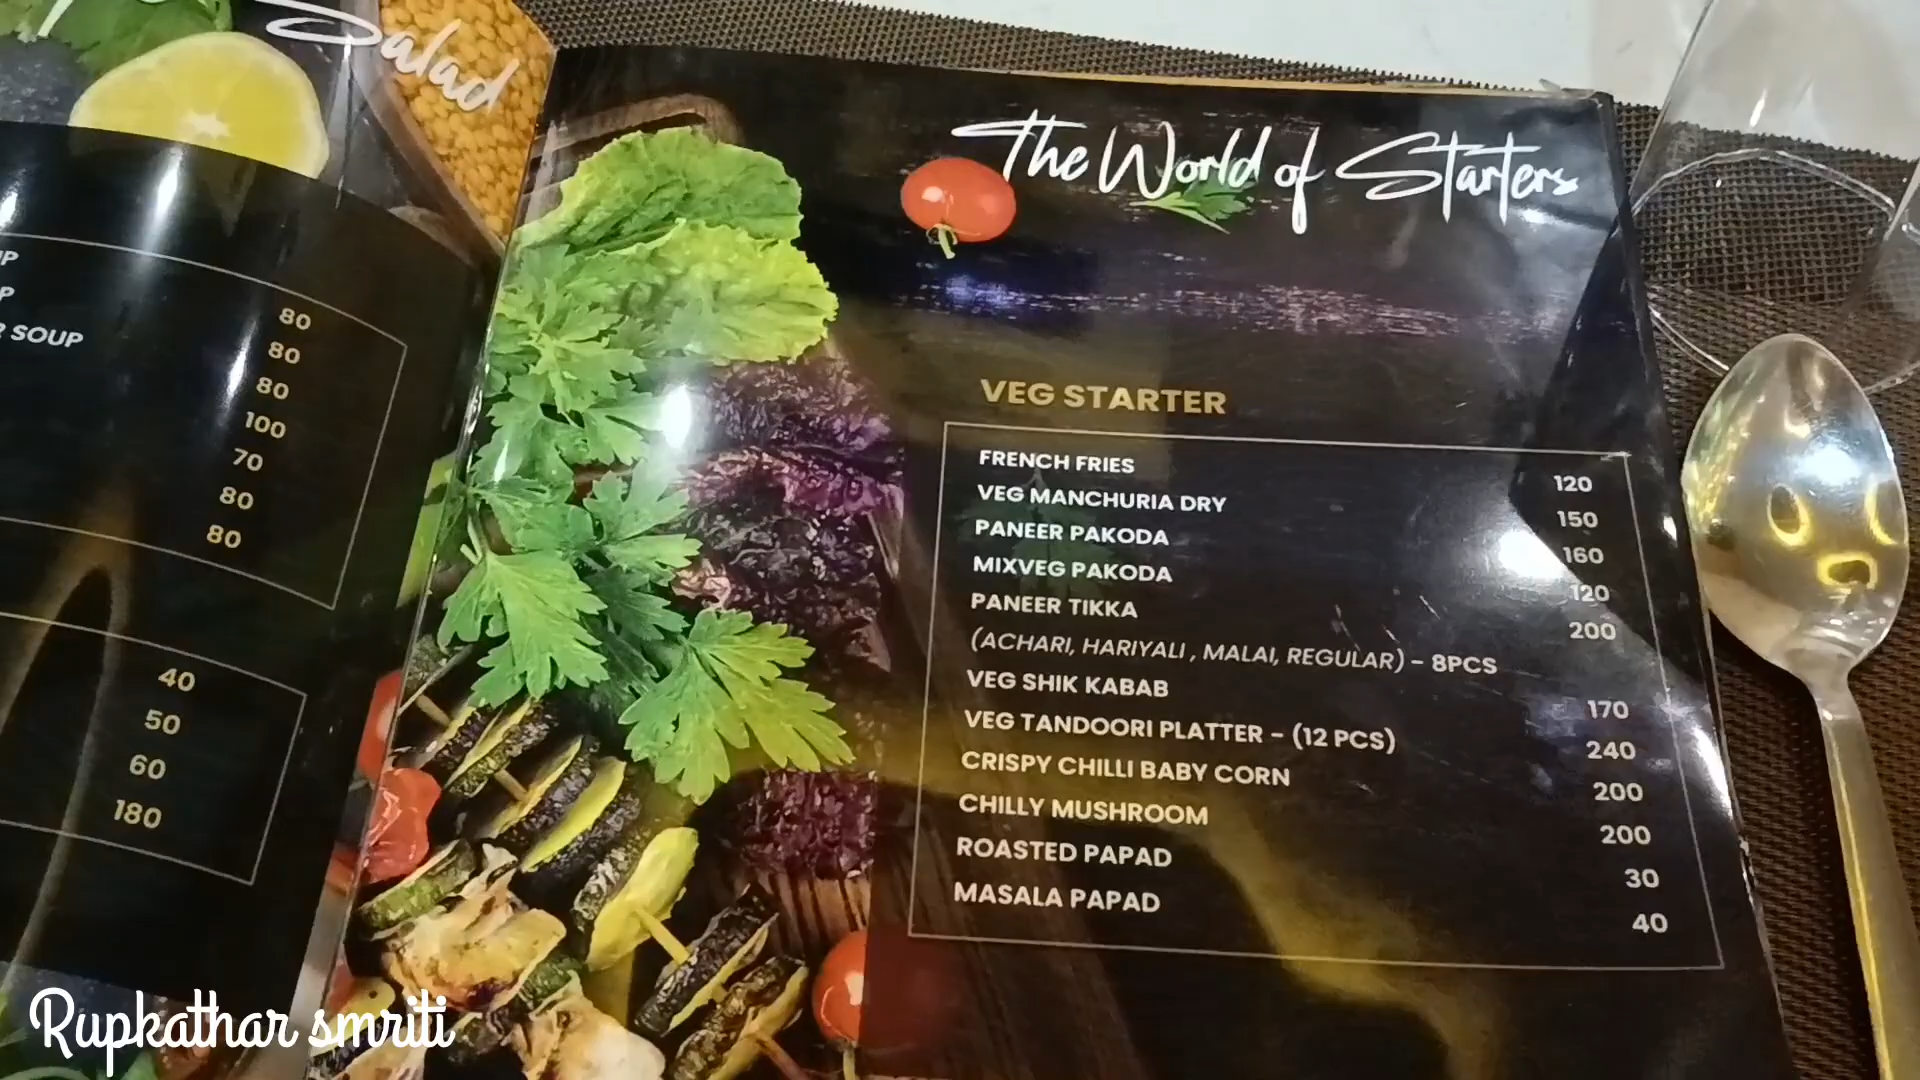 Salad
P
SOUP
80
80
80
100
70
80
80
40
50
60
180
The World of Starters
VEG STARTER
FRENCH FRIES 120
VEG MANCHURIA DRY 150
PANEER PAKODA 160
MIXVEG PAKODA 120
PANEER TIKKA 200
(ACHARI, HARIYALI , MALAI, REGULAR) - 8PCS
VEG SHIK KABAB 170
VEG TANDOORI PLATTER - (12 PCS) 240
CRISPY CHILLI BABY CORN 200
CHILLY MUSHROOM 200
ROASTED PAPAD 30
MASALA PAPAD 40
Rupkathar smriti